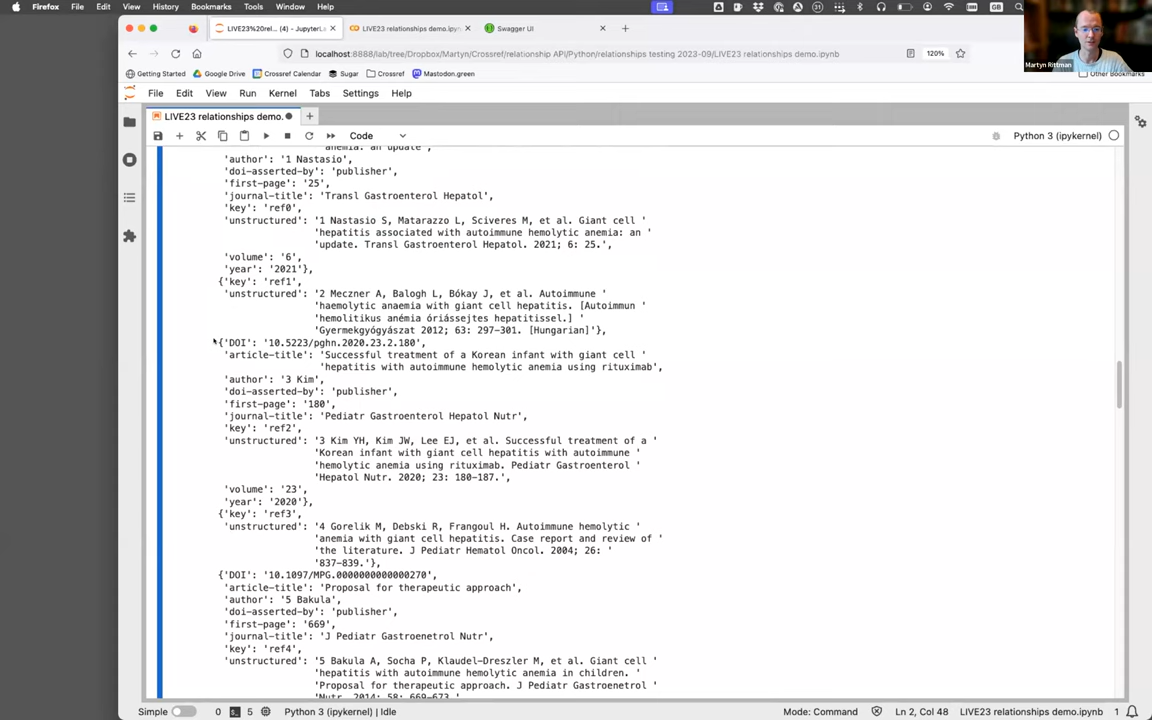 Firefox File Edit View History Bookmarks Tools Window Help
LIVE23%20rel... (4) - JupyterLa LIVE23 relationships demo.ipyn Swagger UI
localhost:8888/lab/tree/Dropbox/Martyn/Crossref/relationship API/Python/relationships testing 2023-09/LIVE23 relationships demo.ipynb 120%
Martyn Rittman
Getting Started Google Drive Crossref Calendar Sugar Crossref Mastodon.green Other Bookmarks
File Edit View Run Kernel Tabs Settings Help
LIVE23 relationships demo.
Code Python 3 (ipykernel)
'anemia: an update',
'author': '1 Nastasio',
'doi-asserted-by': 'publisher',
'first-page': '25',
'journal-title': 'Transl Gastroenterol Hepatol',
'key': 'ref0',
'unstructured': '1 Nastasio S, Matarazzo L, Sciveres M, et al. Giant cell '
'hepatitis associated with autoimmune hemolytic anemia: an '
'update. Transl Gastroenterol Hepatol. 2021; 6: 25.',
'volume': '6',
'year': '2021'},
{'key': 'ref1',
'unstructured': '2 Meczner A, Balogh L, Bókay J, et al. Autoimmune '
'haemolytic anaemia with giant cell hepatitis. [Autoimmun '
'hemolitikus anémia óriássejtes hepatitissel.] '
'Gyermekgyógyászat 2012; 63: 297-301. [Hungarian]'},
{'DOI': '10.5223/pghn.2020.23.2.180',
'article-title': 'Successful treatment of a Korean infant with giant cell '
'hepatitis with autoimmune hemolytic anemia using rituximab',
'author': '3 Kim',
'doi-asserted-by': 'publisher',
'first-page': '180',
'journal-title': 'Pediatr Gastroenterol Hepatol Nutr',
'key': 'ref2',
'unstructured': '3 Kim YH, Kim JW, Lee EJ, et al. Successful treatment of a '
'Korean infant with giant cell hepatitis with autoimmune '
'hemolytic anemia using rituximab. Pediatr Gastroenterol '
'Hepatol Nutr. 2020; 23: 180-187.',
'volume': '23',
'year': '2020'},
{'key': 'ref3',
'unstructured': '4 Gorelik M, Debski R, Frangoul H. Autoimmune hemolytic '
'anemia with giant cell hepatitis. Case report and review of '
'the literature. J Pediatr Hematol Oncol. 2004; 26: '
'837-839.'},
{'DOI': '10.1097/MPG.0000000000000270',
'article-title': 'Proposal for therapeutic approach',
'author': '5 Bakula',
'doi-asserted-by': 'publisher',
'first-page': '669',
'journal-title': 'J Pediatr Gastroenetrol Nutr',
'key': 'ref4',
'unstructured': '5 Bakula A, Socha P, Klaudel-Dreszler M, et al. Giant cell '
'hepatitis with autoimmune hemolytic anemia in children. '
'Proposal for therapeutic approach. J Pediatr Gastroenetrol '
'Nutr. 2014; 58: 669-673.'
Simple 0 5 Python 3 (ipykernel) | Idle Mode: Command Ln 2, Col 48 LIVE23 relationships demo.ipynb 1